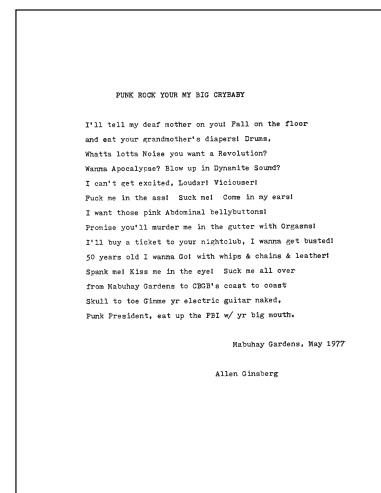 PUNK ROCK YOUR MY BIG CRYBABY
I'll tell my deaf mother on you! Fall on the floor
and eat your grandmother's diapers! Drums,
Whatta lotta Noise you want a Revolution?
Wanna Apocalypse? Blow up in Dynamite Sound?
I can't get excited, Louder! Viciouser!
Fuck me in the ass! Suck me! Come in my ears!
I want those pink Abdominal bellybuttons!
Promise you'll murder me in the gutter with Orgasms!
I'll buy a ticket to your nightclub, I wanna get busted!
50 years old I wanna Go! with whips & chains & leather!
Spank me! Kiss me in the eye! Suck me all over
from Mabuhay Gardens to CBGB's coast to coast
Skull to toe Gimme yr electric guitar naked,
Punk President, eat up the FBI w/ yr big mouth.
Mabuhay Gardens, May 1977
Allen Ginsberg